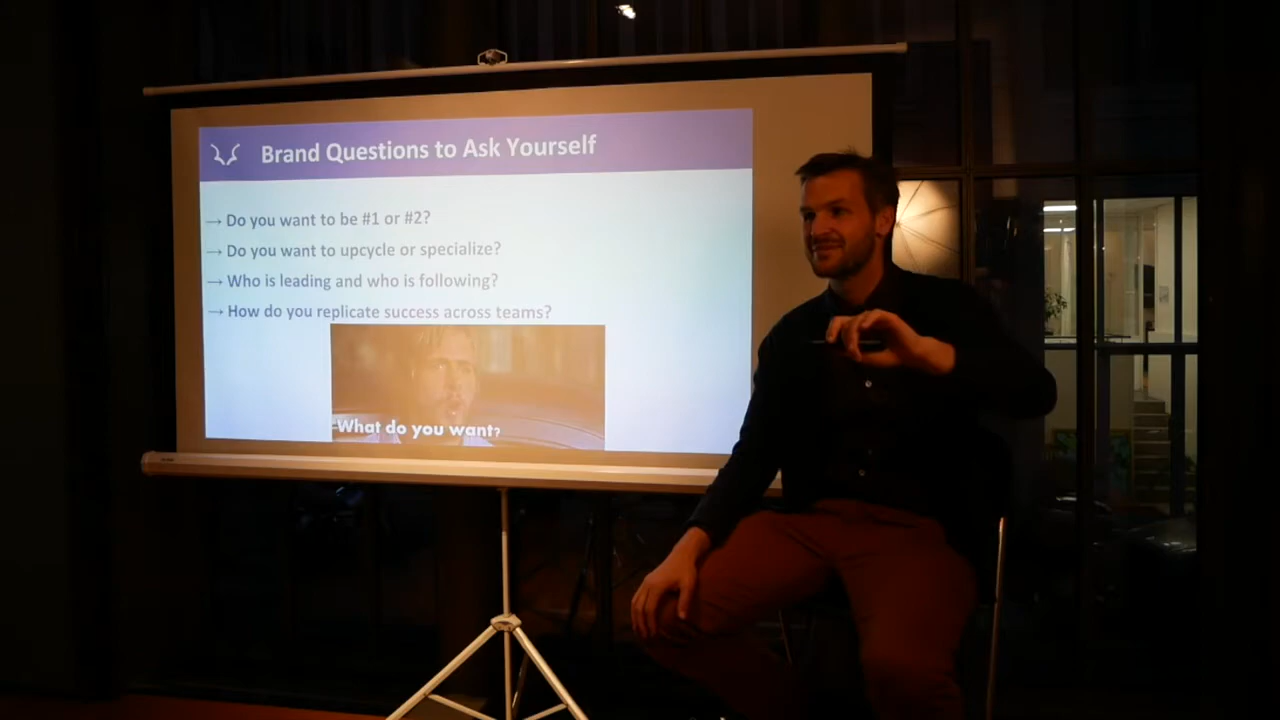 Brand Questions to Ask Yourself
→ Do you want to be #1 or #2?
→ Do you want to upcycle or specialize?
→ Who is leading and who is following?
→ How do you replicate success across teams?
What do you want?